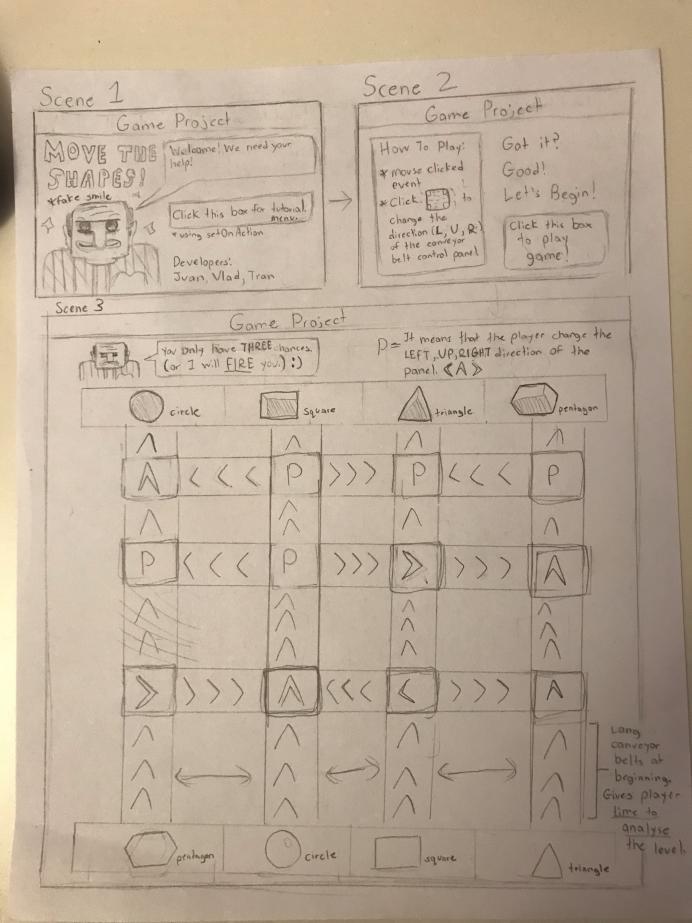 Scene 1
Game Project
MOVE THE
SHAPES!
*fake smile
Welcome! We need your
help!
Click this box for tutorial
menu.
*using setOnAction
Developers:
Juan, Vlad, Tran
Scene 2
Game Project
How To Play:
* mouse clicked
event
* Click to
change the
direction (L, U, R)
of the conveyor
belt control panel
Got it?
Good!
Let's Begin!
Click this box
to play
game!
Scene 3
Game Project
You only have THREE chances.
(or I will FIRE you.) :)
P = It means that the player change the
LEFT, UP, RIGHT direction of the
panel. <A>
circle
square
triangle
pentagon
P P P
P P
Long
conveyor
belts at
beginning.
Gives player
time to
analyse
the level.
pentagon
circle
square
triangle